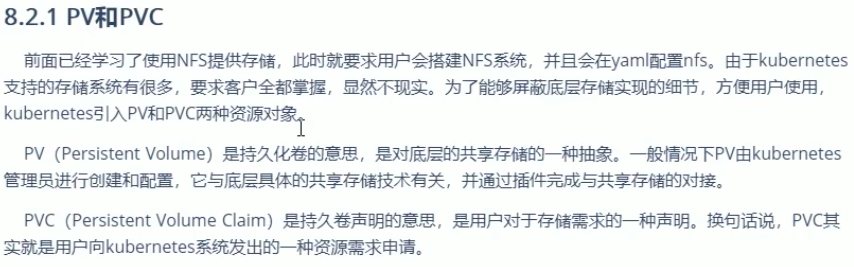 8.2.1 PV和PVC
前面已经学习了使用NFS提供存储，此时就要求用户会搭建NFS系统，并且会在yaml配置nfs。由于kubernetes
支持的存储系统有很多，要求客户全都掌握，显然不现实。为了能够屏蔽底层存储实现的细节，方便用户使用，
kubernetes引入PV和PVC两种资源对象。
PV（Persistent Volume）是持久化卷的意思，是对底层的共享存储的一种抽象。一般情况下PV由kubernetes
管理员进行创建和配置，它与底层具体的共享存储技术有关，并通过插件完成与共享存储的对接。
PVC（Persistent Volume Claim）是持久卷声明的意思，是用户对于存储需求的一种声明。换句话说，PVC其
实就是用户向kubernetes系统发出的一种资源需求申请。